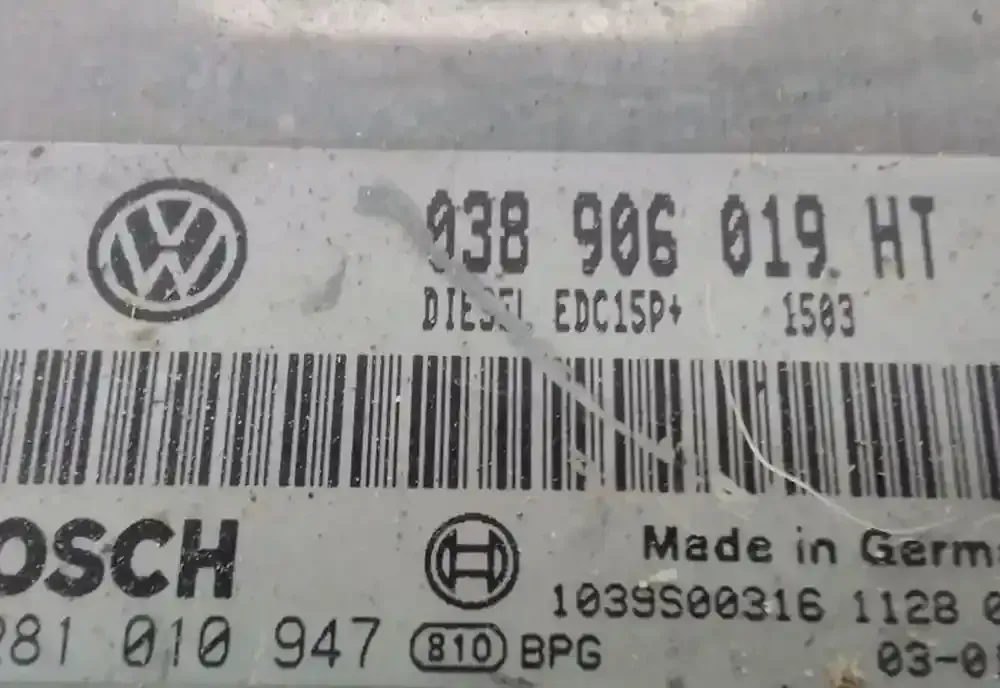 038 906 019 HT
DIESEL EDC15P+ 1503
BOSCH
Made in Germ
1039S00316 1128 0
281 010 947 810 BPG
03-0